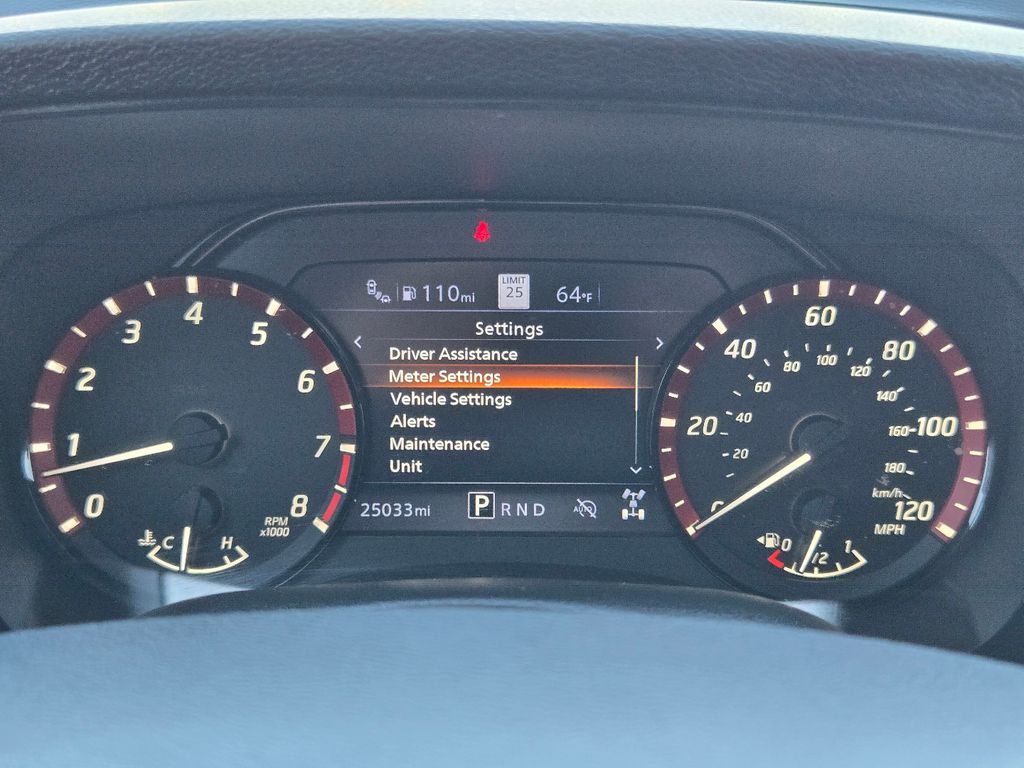 LIMIT
110mi 25 64°F
Settings
Driver Assistance
Meter Settings
Vehicle Settings
Alerts
Maintenance
Unit
25033mi P R N D AUTO
0 1 2 3 4 5 6 7 8
RPM
x1000
C H
20 40 60 80 100 120
MPH
20 40 60 80 100 120 140 160 180
km/h
0 1/2 1